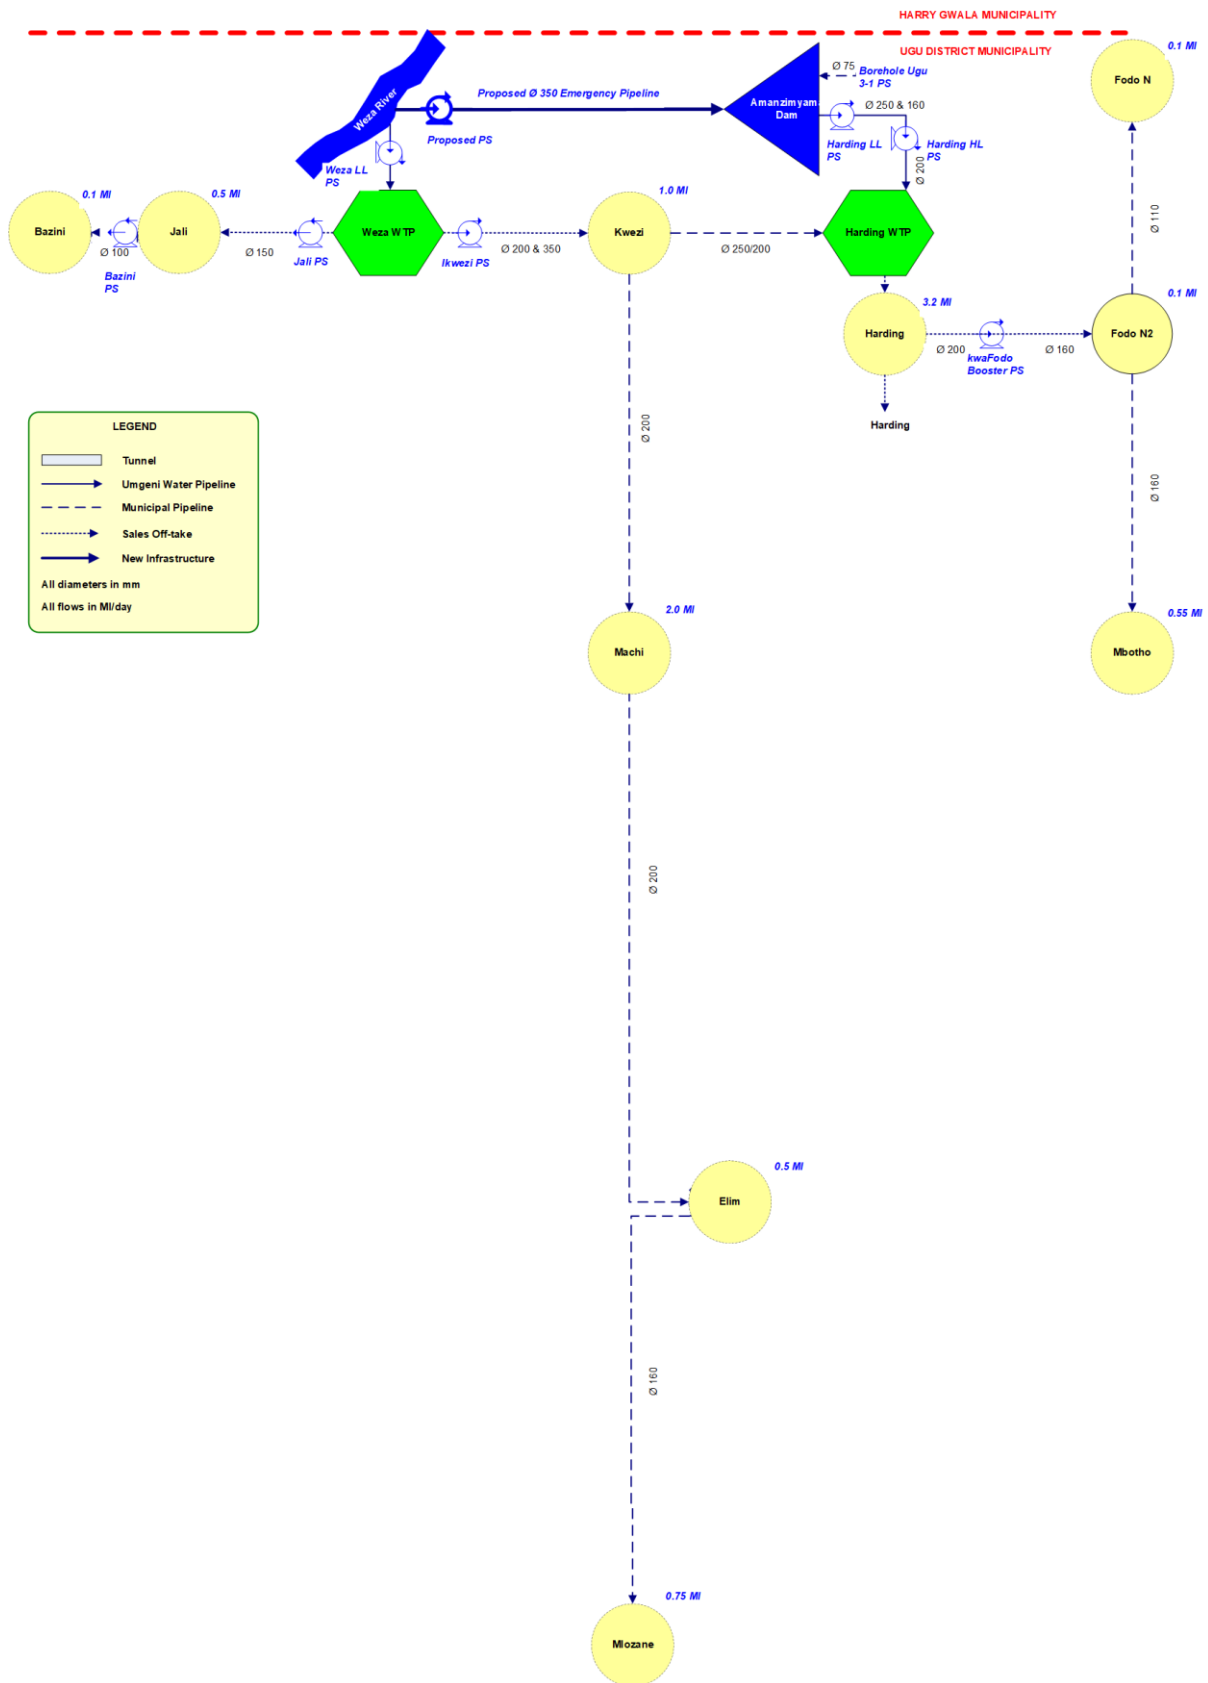 HARRY GWALA MUNICIPALITY
UGU DISTRICT MUNICIPALITY
0.1 Ml
Fodo N
Ø 75
Borehole Ugu
3-1 PS
Weza River
Proposed Ø 350 Emergency Pipeline
Proposed PS
Amanzimyama
Dam
Ø 250 & 160
Harding LL
PS
Harding HL
PS
Ø 200
Weza LL
PS
0.1 Ml
Bazini
Ø 100
Bazini
PS
0.5 Ml
Jali
Ø 150
Jali PS
Weza WTP
Ikwezi PS
Ø 200 & 350
1.0 Ml
Kwezi
Ø 250/200
Harding WTP
Ø 110
3.2 Ml
Harding
Ø 200
kwaFodo
Booster PS
Ø 160
0.1 Ml
Fodo N2
Harding
Ø 200
Ø 160
LEGEND
Tunnel
Umgeni Water Pipeline
Municipal Pipeline
Sales Off-take
New Infrastructure
All diameters in mm
All flows in Ml/day
2.0 Ml
Machi
0.55 Ml
Mbotho
Ø 200
0.5 Ml
Elim
Ø 160
0.75 Ml
Mlozane